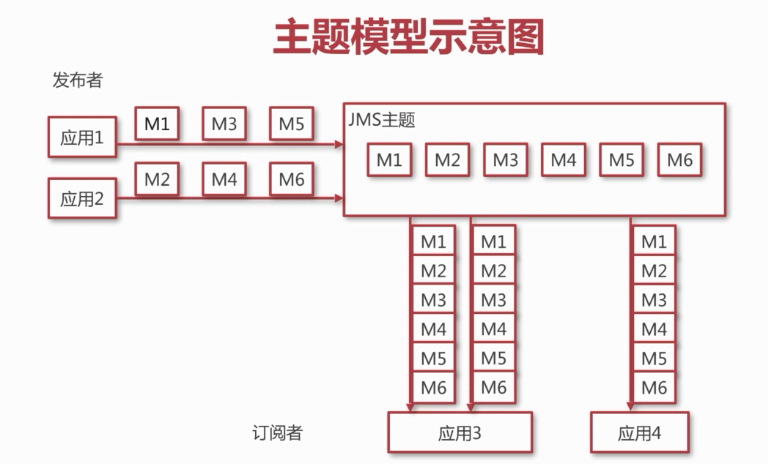 主题模型示意图
发布者
应用1
M1 M3 M5
应用2
M2 M4 M6
JMS主题
M1 M2 M3 M4 M5 M6
M1 M1 M1
M2 M2 M2
M3 M3 M3
M4 M4 M4
M5 M5 M5
M6 M6 M6
订阅者 应用3 应用4